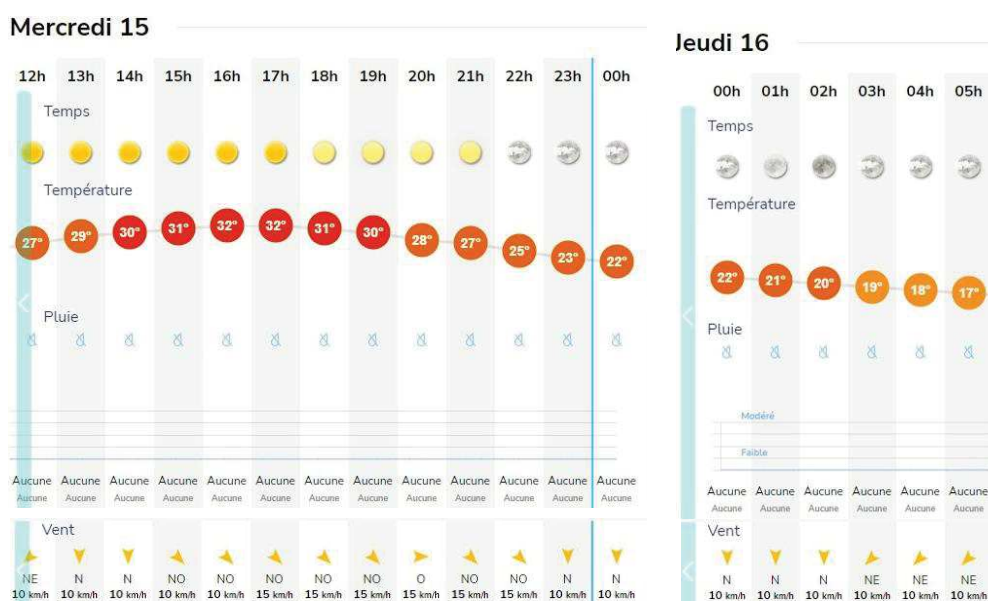 Mercredi 15
12h 13h 14h 15h 16h 17h 18h 19h 20h 21h 22h 23h 00h
Temps
Température
27° 29° 30° 31° 32° 32° 31° 30° 28° 27° 25° 23° 22°
Pluie
Aucune Aucune Aucune Aucune Aucune Aucune Aucune Aucune Aucune Aucune Aucune Aucune Aucune
Aucune Aucune Aucune Aucune Aucune Aucune Aucune Aucune Aucune Aucune Aucune Aucune Aucune
Vent
NE N N NO NO NO NO NO O NO NO N N
10 km/h 10 km/h 10 km/h 10 km/h 10 km/h 15 km/h 15 km/h 15 km/h 15 km/h 15 km/h 15 km/h 10 km/h 10 km/h
Jeudi 16
00h 01h 02h 03h 04h 05h
Temps
Température
22° 21° 20° 19° 18° 17°
Pluie
Modéré
Faible
Aucune Aucune Aucune Aucune Aucune Aucune
Aucune Aucune Aucune Aucune Aucune Aucune
Vent
N N N NE NE NE
10 km/h 10 km/h 10 km/h 10 km/h 10 km/h 10 km/h